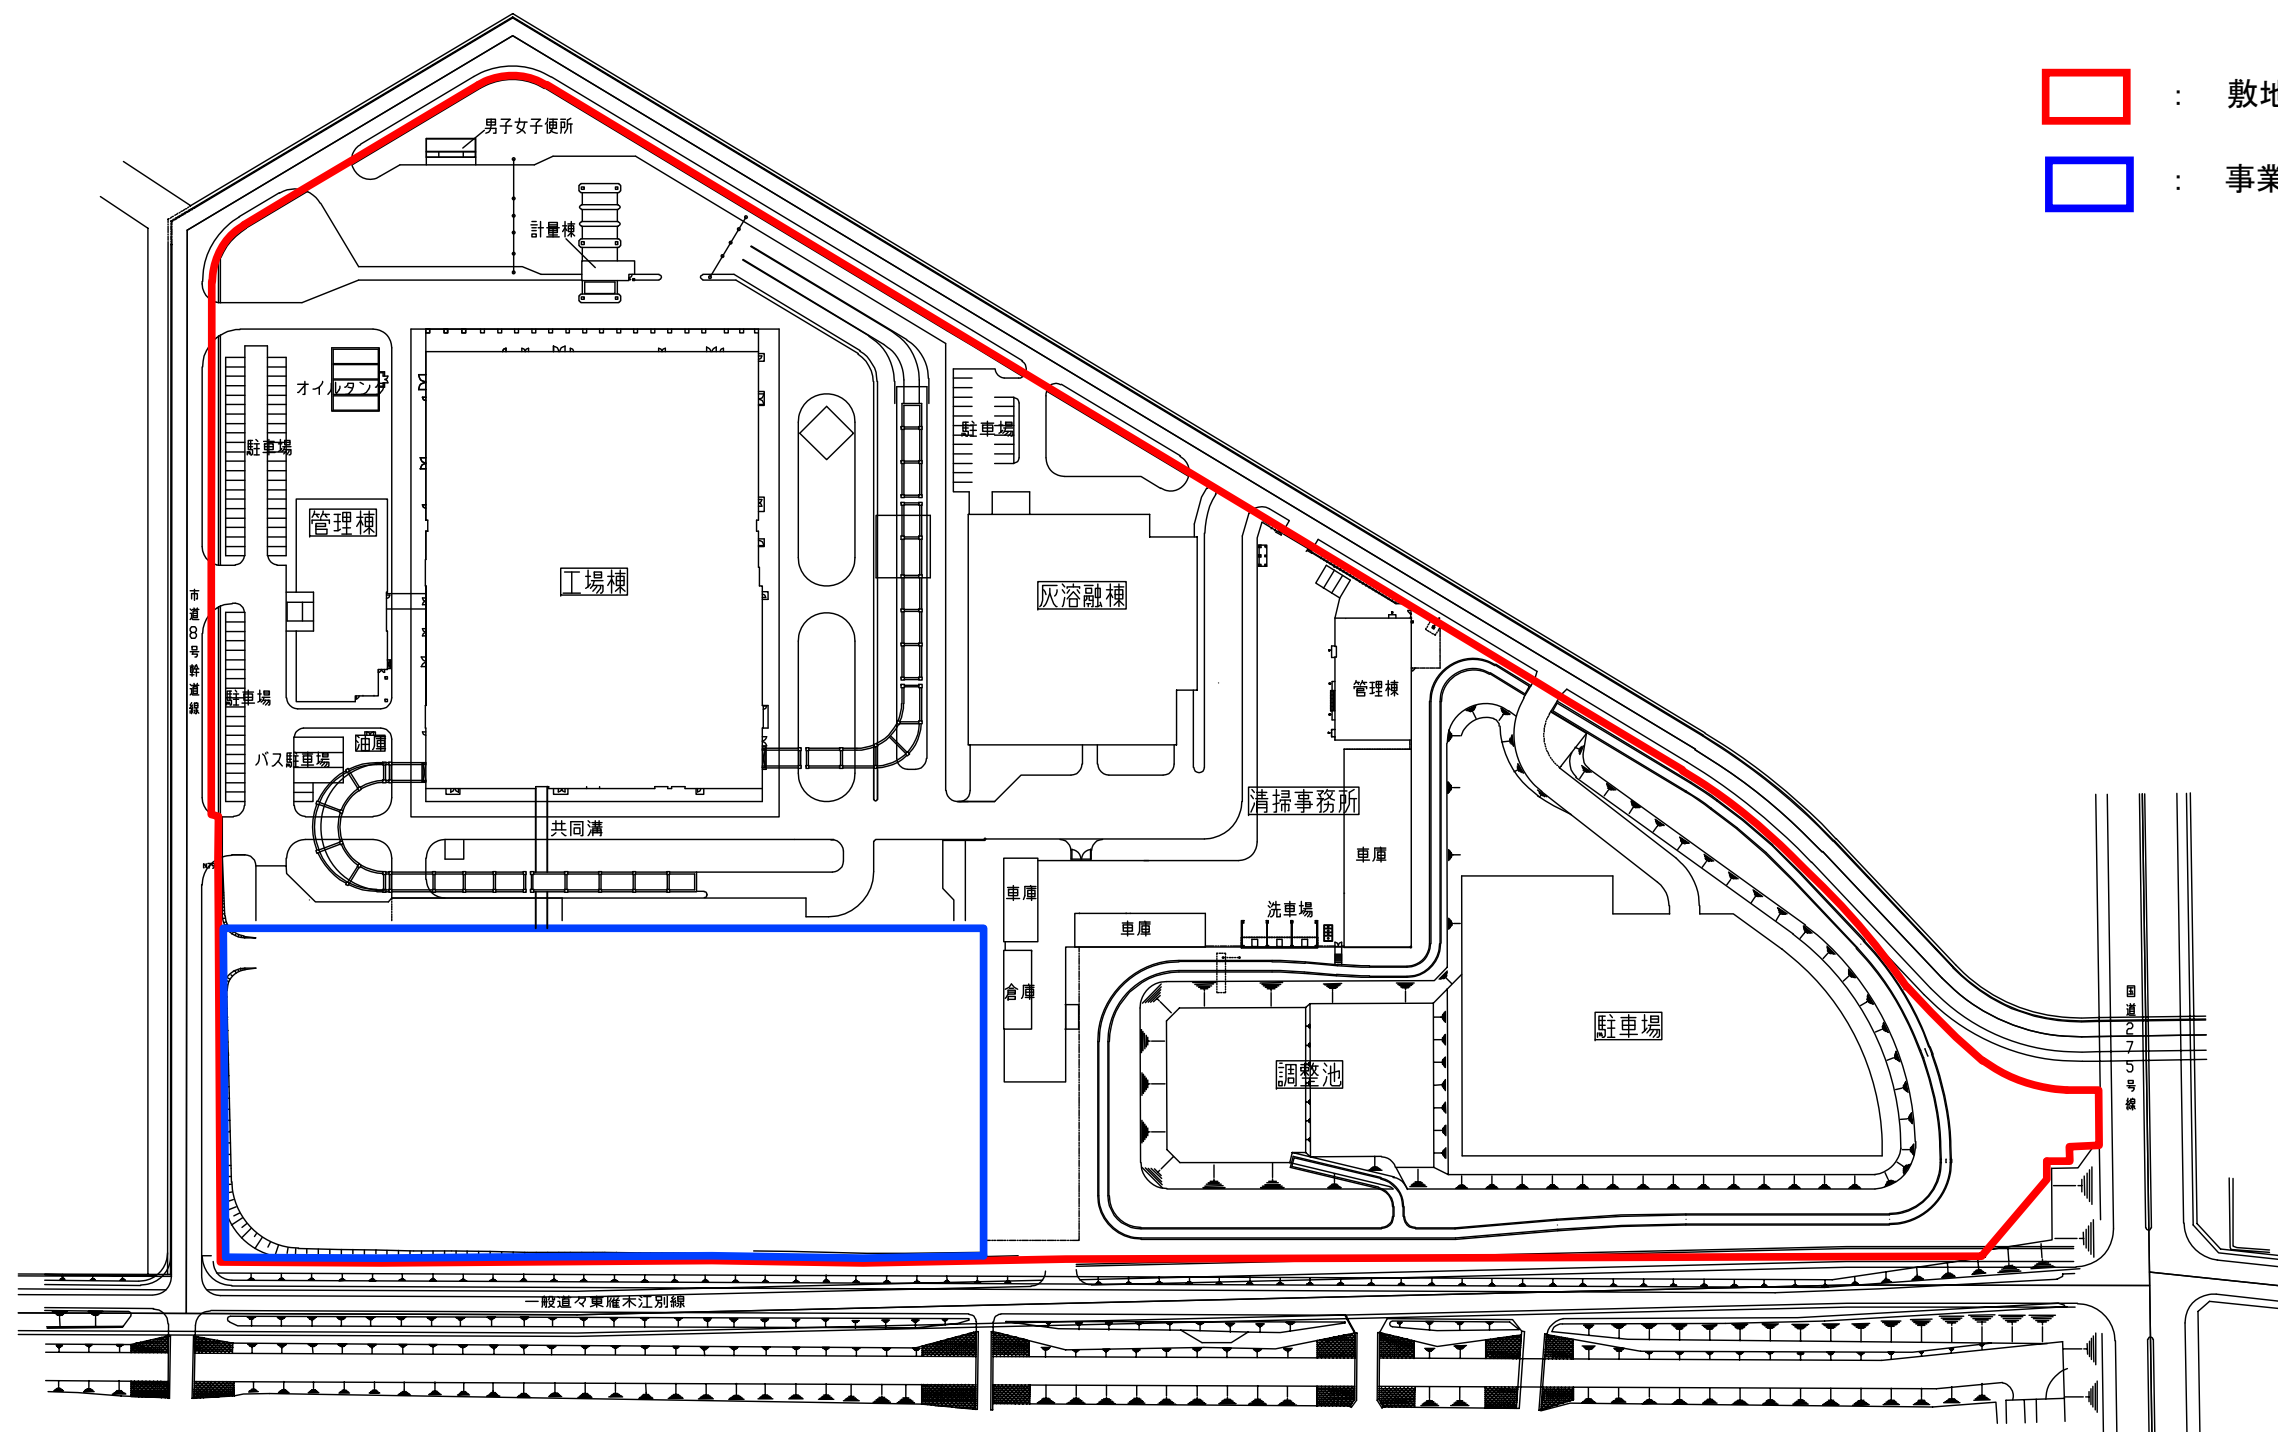 ： 敷地
： 事業
男子女子便所
計量棟
オイルタンク
駐車場
駐車場
管理棟
工場棟
灰溶融棟
市道8号幹道線
管理棟
駐車場
油庫
バス駐車場
清掃事務所
共同溝
車庫
車庫
洗車場
車庫
倉庫
国道275号線
駐車場
調整池
一般道々東雁木江別線